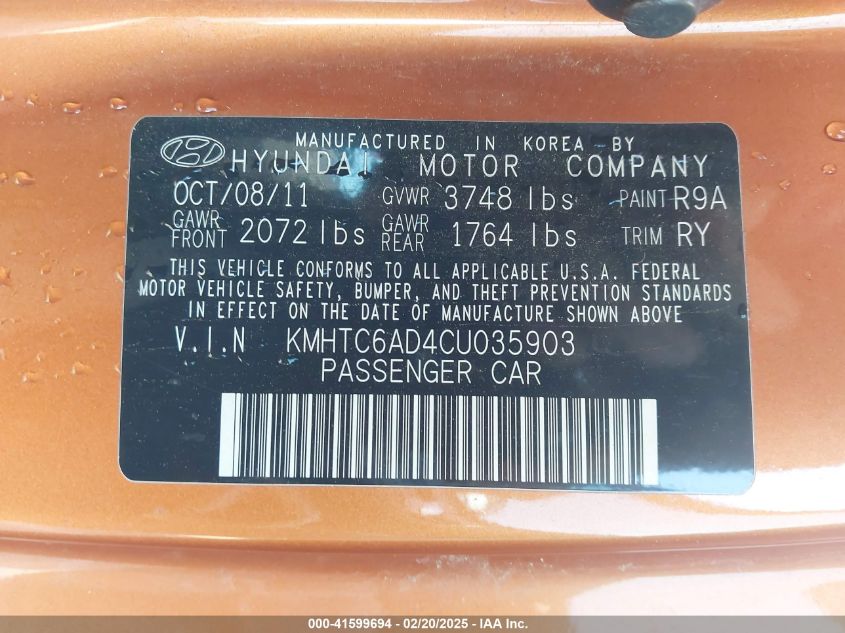 MANUFACTURED IN KOREA BY
HYUNDAI MOTOR COMPANY
OCT/08/11 GVWR 3748 lbs PAINT R9A
GAWR FRONT 2072 lbs GAWR REAR 1764 lbs TRIM RY
THIS VEHICLE CONFORMS TO ALL APPLICABLE U.S.A. FEDERAL
MOTOR VEHICLE SAFETY, BUMPER, AND THEFT PREVENTION STANDARDS
IN EFFECT ON THE DATE OF MANUFACTURE SHOWN ABOVE
V.I.N KMHTC6AD4CU035903
PASSENGER CAR
000-41599694 - 02/20/2025 - IAA Inc.